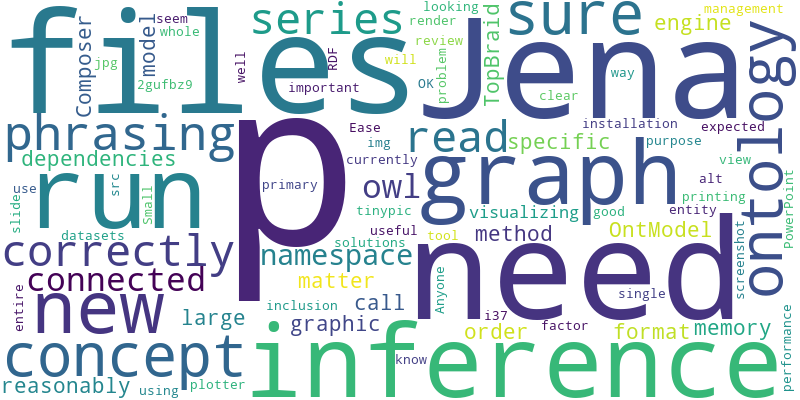 files
Jena
p
need
inference
graph
run
new
concept
ontology
sure
series
phrasing
read
correctly
owl
connected
namespace
specific
dependencies
engine
Composer
model
TopBraid
OntModel
method
visualizing
matter
call
large
graphic
order
format
memory
reasonably
using
plotter
inclusion
solutions
tinypic
useful
tool
currently
primary
Ease
img
important
RDF
well
jpg
whole
2gufbz9
Iseem
looking
render
review
will
OK
problem
management
way
clear
installation
expected
purpose
view
alt
printing
entity
good
PowerPoint
screenshot
single
i37
factor
know
Anyone
performance
entire
datasets
slide
use
src
Small